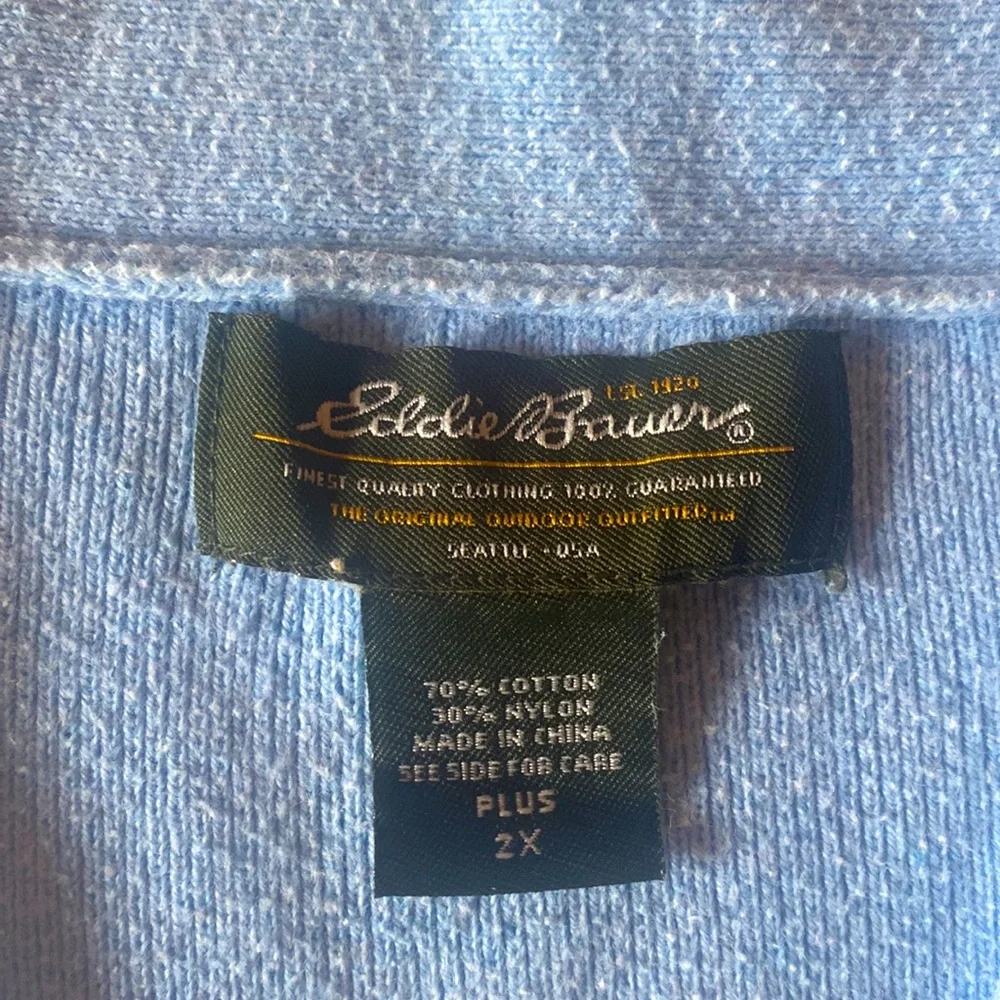 EST. 1920
Eddie Bauer®
FINEST QUALITY CLOTHING 100% GUARANTEED
THE ORIGINAL OUTDOOR OUTFITTER™
SEATTLE - USA
70% COTTON
30% NYLON
MADE IN CHINA
SEE SIDE FOR CARE
PLUS
2X